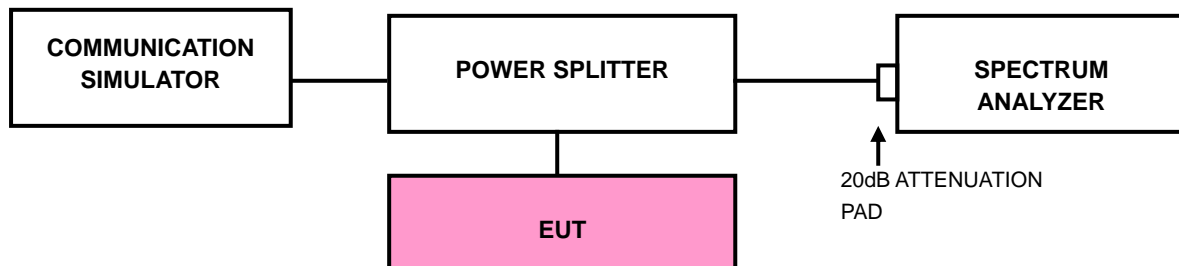 COMMUNICATION
SIMULATOR
POWER SPLITTER
SPECTRUM
ANALYZER
20dB ATTENUATION
PAD
EUT